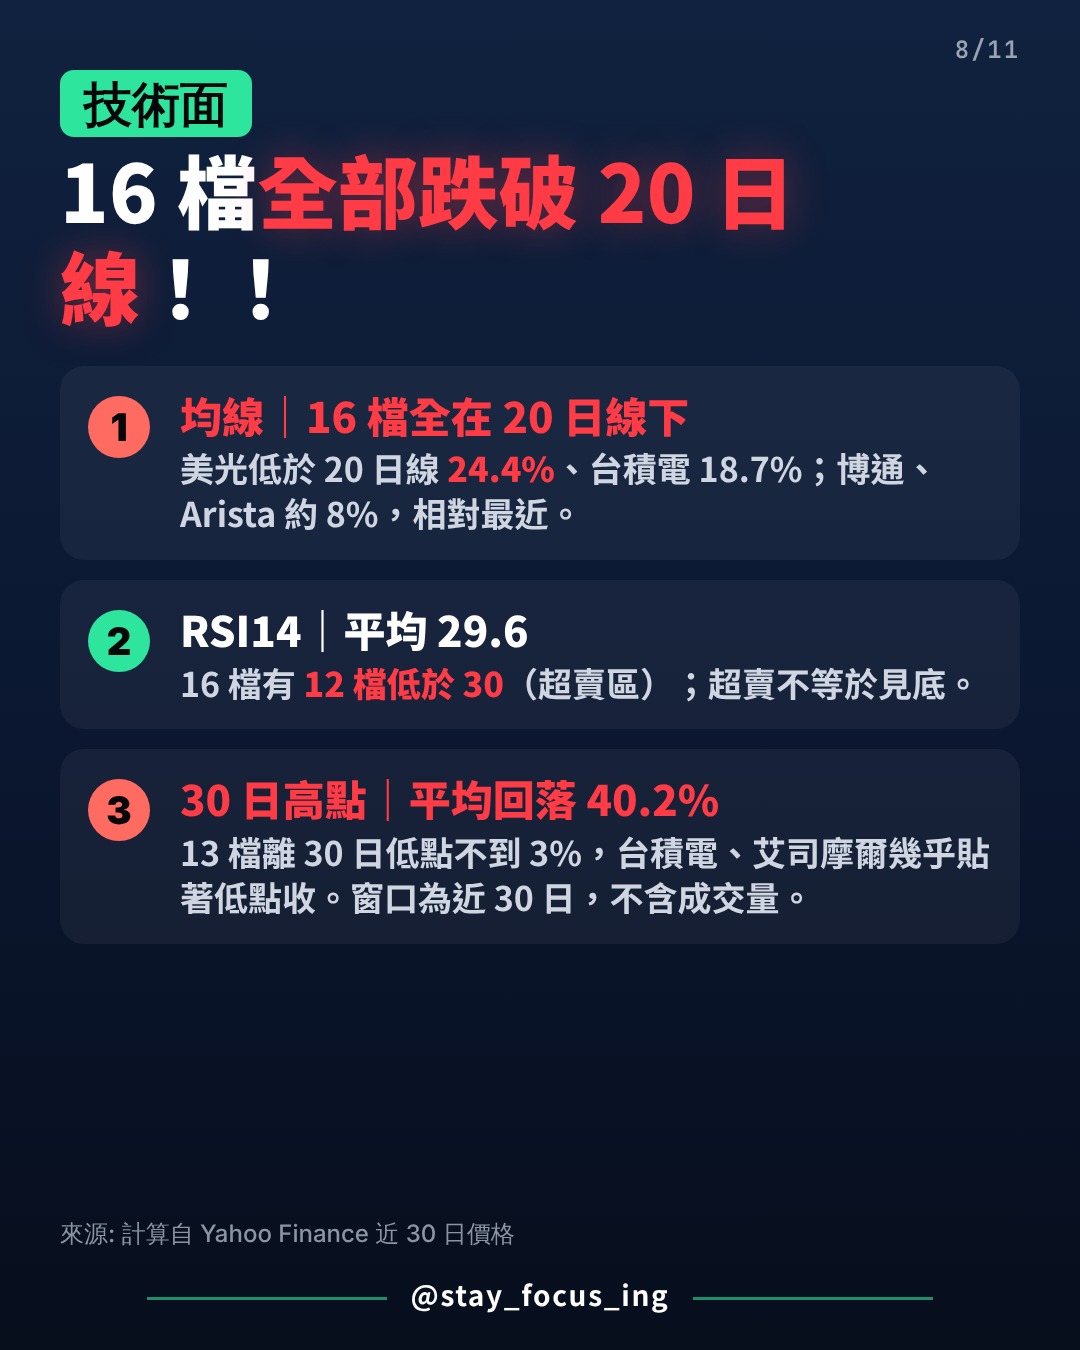 8/11
技術面
16 檔全部跌破 20 日
線！！
1
均線｜16 檔全在 20 日線下
美光低於 20 日線 24.4%、台積電 18.7%；博通、
Arista 約 8%，相對最近。
2
RSI14｜平均 29.6
16 檔有 12 檔低於 30（超賣區）；超賣不等於見底。
3
30 日高點｜平均回落 40.2%
13 檔離 30 日低點不到 3%，台積電、艾司摩爾幾乎貼
著低點收。窗口為近 30 日，不含成交量。
來源: 計算自 Yahoo Finance 近 30 日價格
@stay_focus_ing